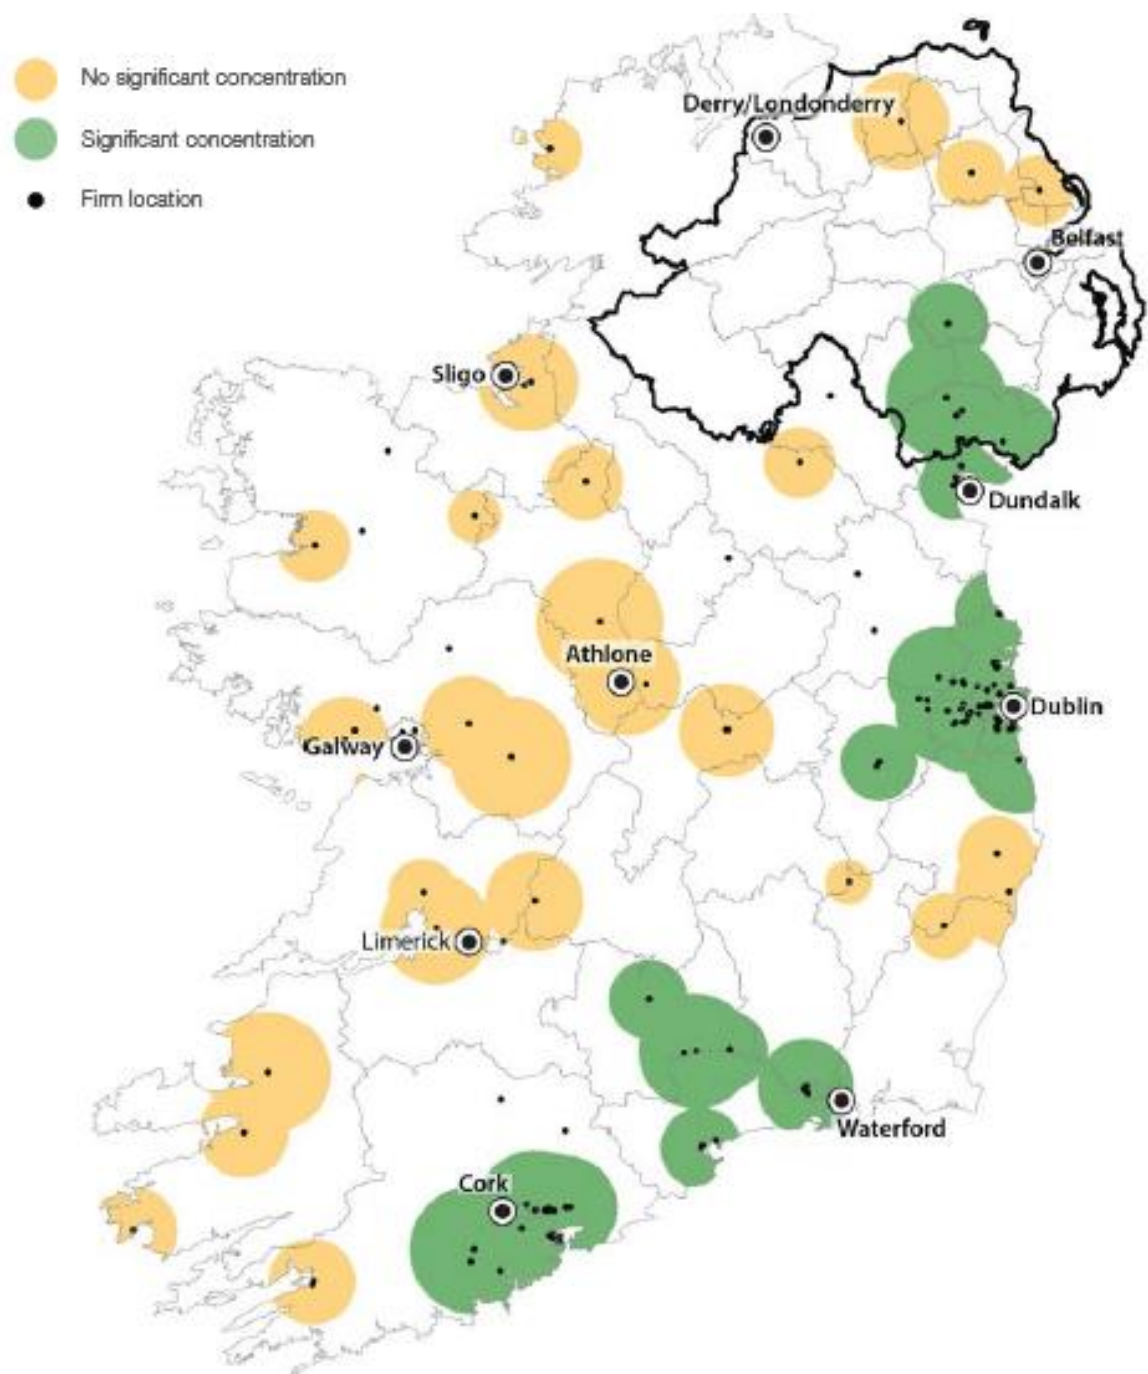 No significant concentration
Significant concentration
Firm location
Derry/Londonderry
Belfast
Sligo
Dundalk
Athlone
Dublin
Galway
Limerick
Waterford
Cork